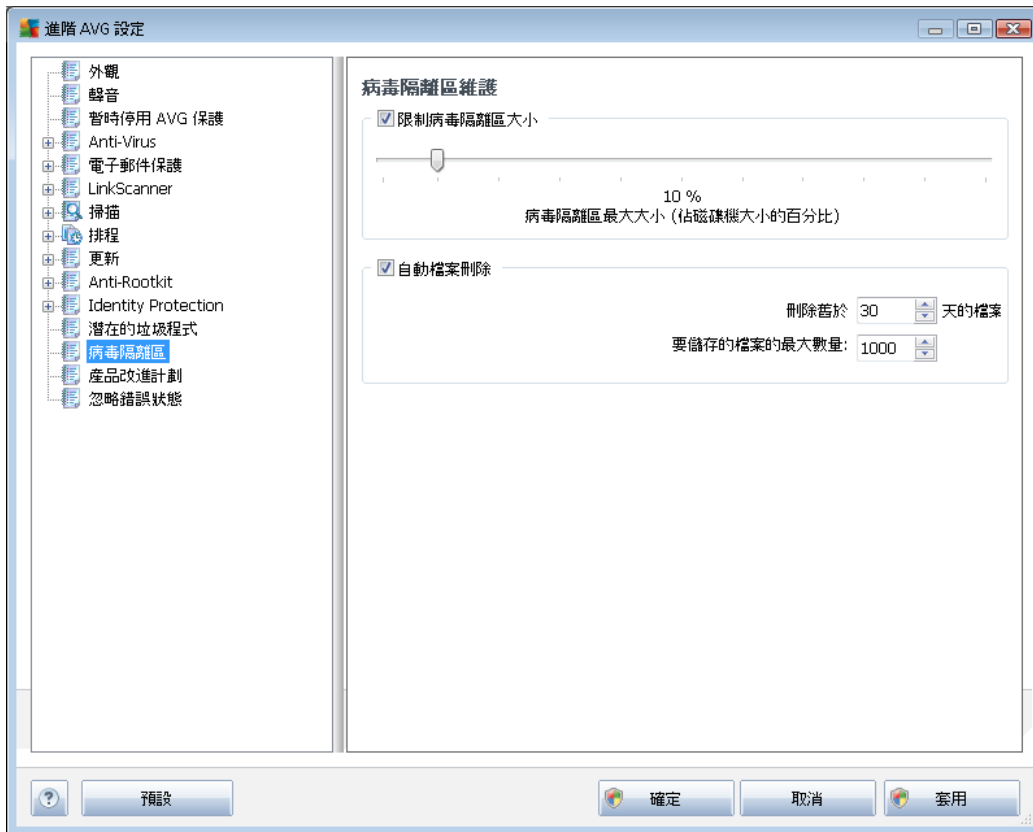 進階 AVG 設定
外觀
聲音
暫時停用 AVG 保護
Anti-Virus
電子郵件保護
LinkScanner
掃描
排程
更新
Anti-Rootkit
Identity Protection
潛在的垃圾程式
病毒隔離區
產品改進計劃
忽略錯誤狀態
病毒隔離區維護
限制病毒隔離區大小
10 %
病毒隔離區最大大小 (佔磁碟機大小的百分比)
自動檔案刪除
刪除舊於 30 天的檔案
要儲存的檔案的最大數量: 1000
? 預設 確定 取消 套用